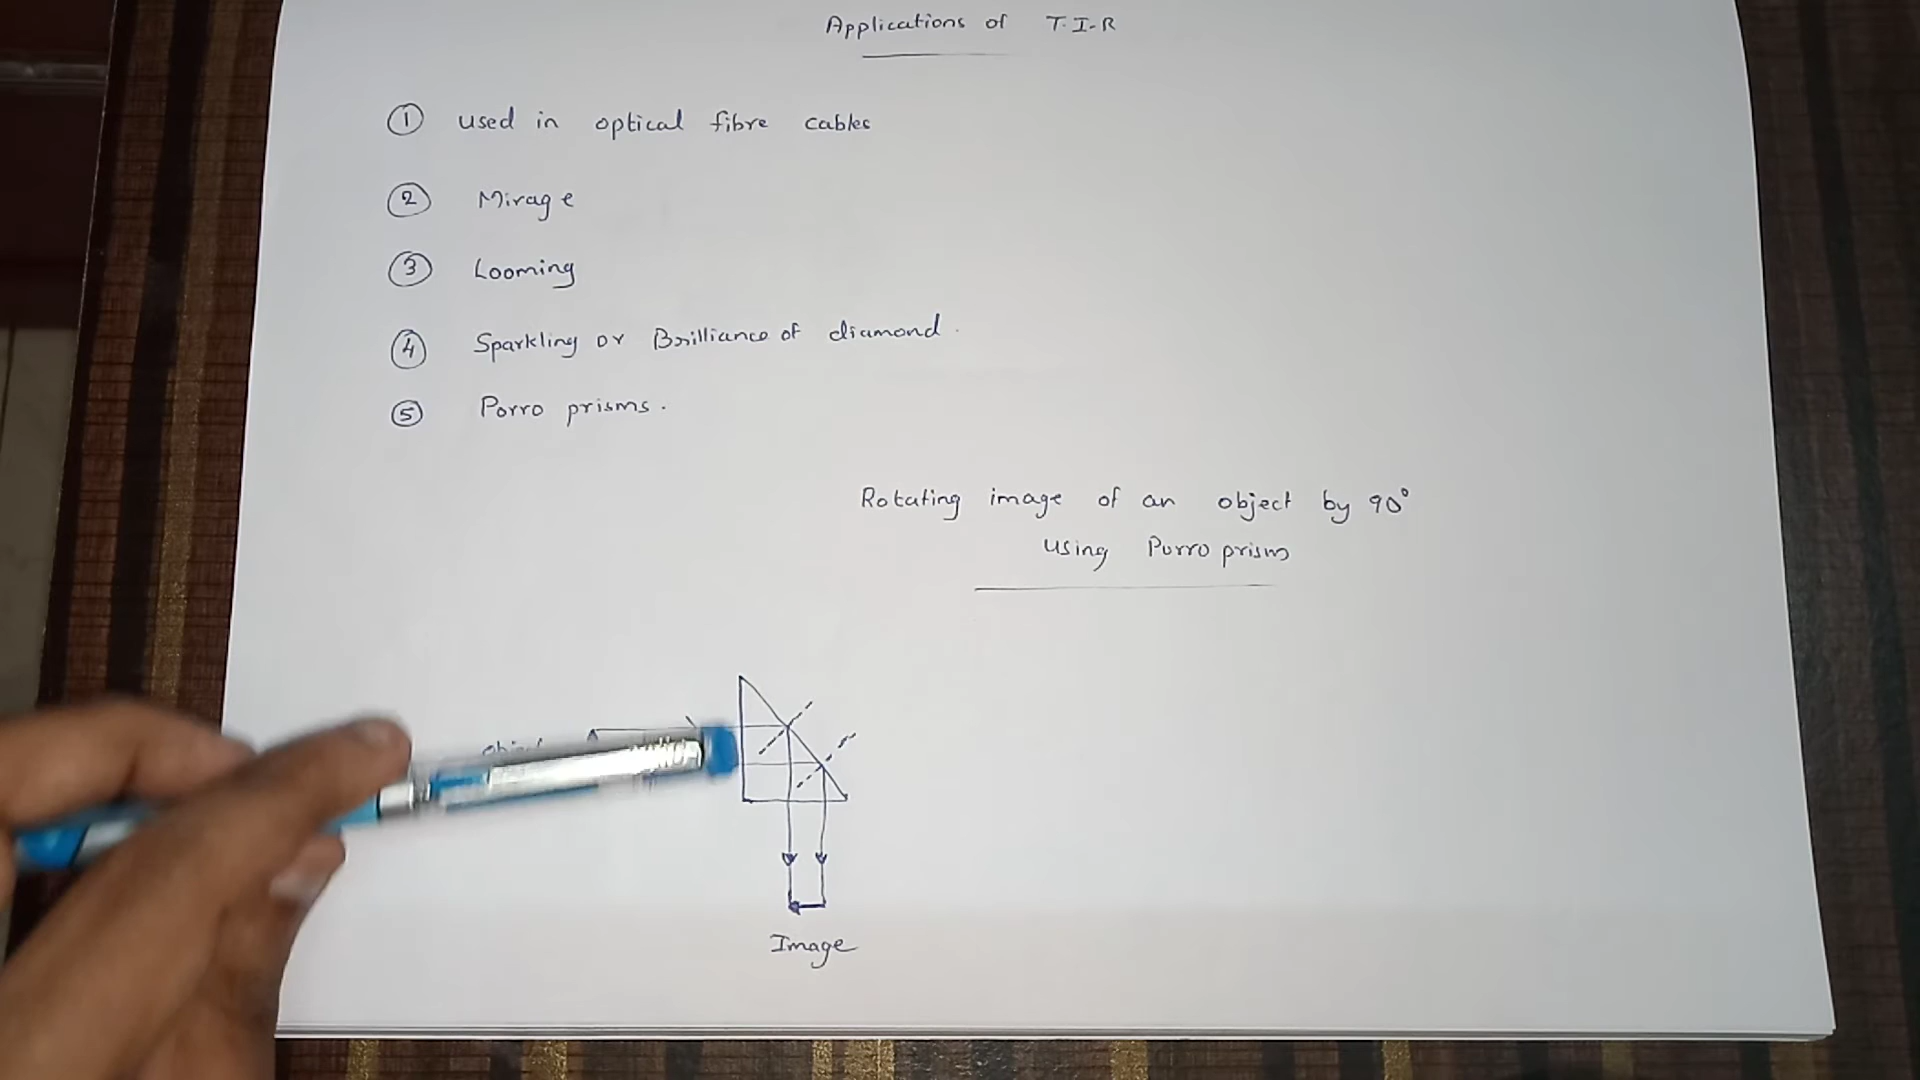 Applications of T.I.R
1 used in optical fibre cables
2 Mirage
3 Looming
4 Sparkling or Brilliance of diamond.
5 Porro prisms.
Rotating image of an object by 90°
using Porro prism
Image